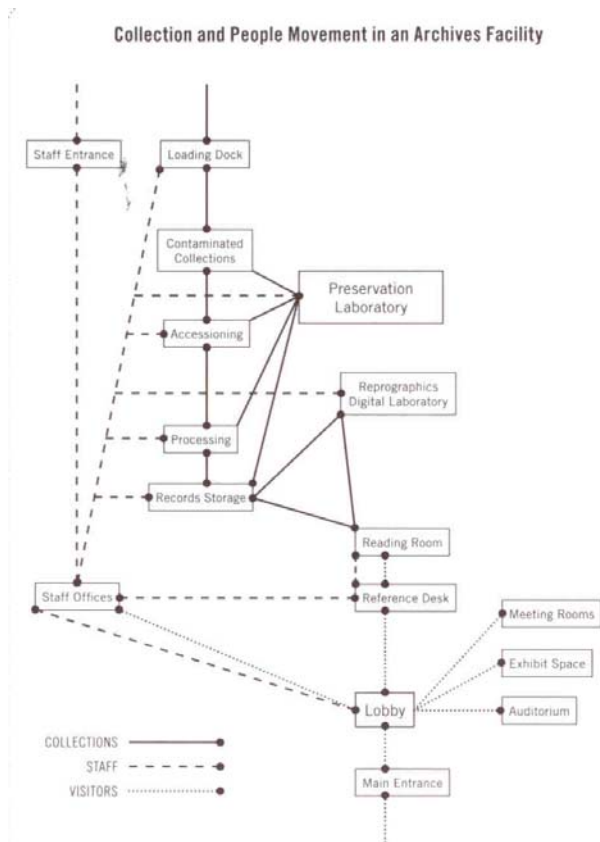 Collection and People Movement in an Archives Facility
Staff Entrance
Loading Dock
Contaminated
Collections
Preservation
Laboratory
Accessioning
Reprographics
Digital Laboratory
Processing
Records Storage
Reading Room
Staff Offices
Reference Desk
Meeting Rooms
Exhibit Space
Lobby
Auditorium
COLLECTIONS
STAFF
Main Entrance
VISITORS